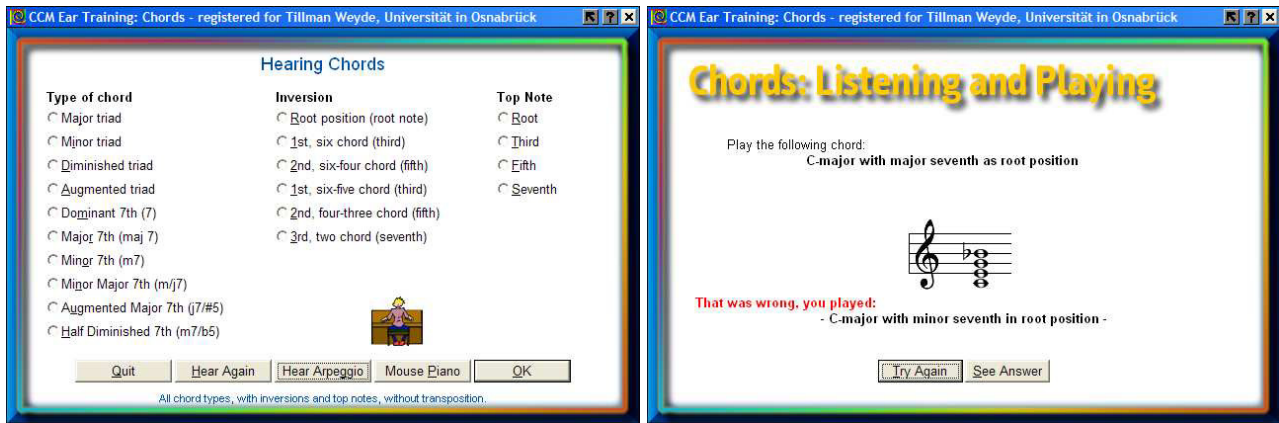 CCM Ear Training: Chords - registered for Tillman Weyde, Universität in Osnabrück
Hearing Chords
Type of chord
Major triad
Minor triad
Diminished triad
Augmented triad
Dominant 7th (7)
Major 7th (maj 7)
Minor 7th (m7)
Minor Major 7th (m/j7)
Augmented Major 7th (j7/#5)
Half Diminished 7th (m7/b5)
Inversion
Root position (root note)
1st, six chord (third)
2nd, six-four chord (fifth)
1st, six-five chord (third)
2nd, four-three chord (fifth)
3rd, two chord (seventh)
Top Note
Root
Third
Fifth
Seventh
Quit
Hear Again
Hear Arpeggio
Mouse Piano
OK
All chord types, with inversions and top notes, without transposition.
CCM Ear Training: Chords - registered for Tillman Weyde, Universität in Osnabrück
Chords: Listening and Playing
Play the following chord:
C-major with major seventh as root position
That was wrong, you played:
- C-major with minor seventh in root position -
Try Again
See Answer